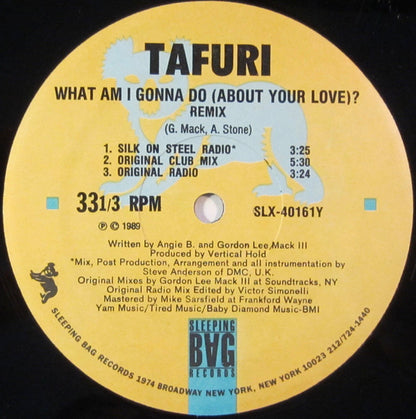 TAFURI
WHAT AM I GONNA DO (ABOUT YOUR LOVE)?
REMIX
(G. Mack, A. Stone)
1. SILK ON STEEL RADIO* 3:25
2. ORIGINAL CLUB MIX 5:30
3. ORIGINAL RADIO 3:24
331/3 RPM
SLX-40161Y
℗ © 1989
Written by Angie B. and Gordon Lee Mack III
Produced by Vertical Hold
*Mix, Post Production, Arrangement and all instrumentation by
Steve Anderson of DMC, U.K.
Original Mixes by Gordon Lee Mack III at Soundtracks, NY
Original Radio Mix Edited by Victor Simonelli
Mastered by Mike Sarsfield at Frankford Wayne
Yam Music/Tired Music/Baby Diamond Music-BMI
SLEEPING
BAG
RECORDS
SLEEPING BAG RECORDS 1974 BROADWAY NEW YORK, NEW YORK 10023 212/724-1440